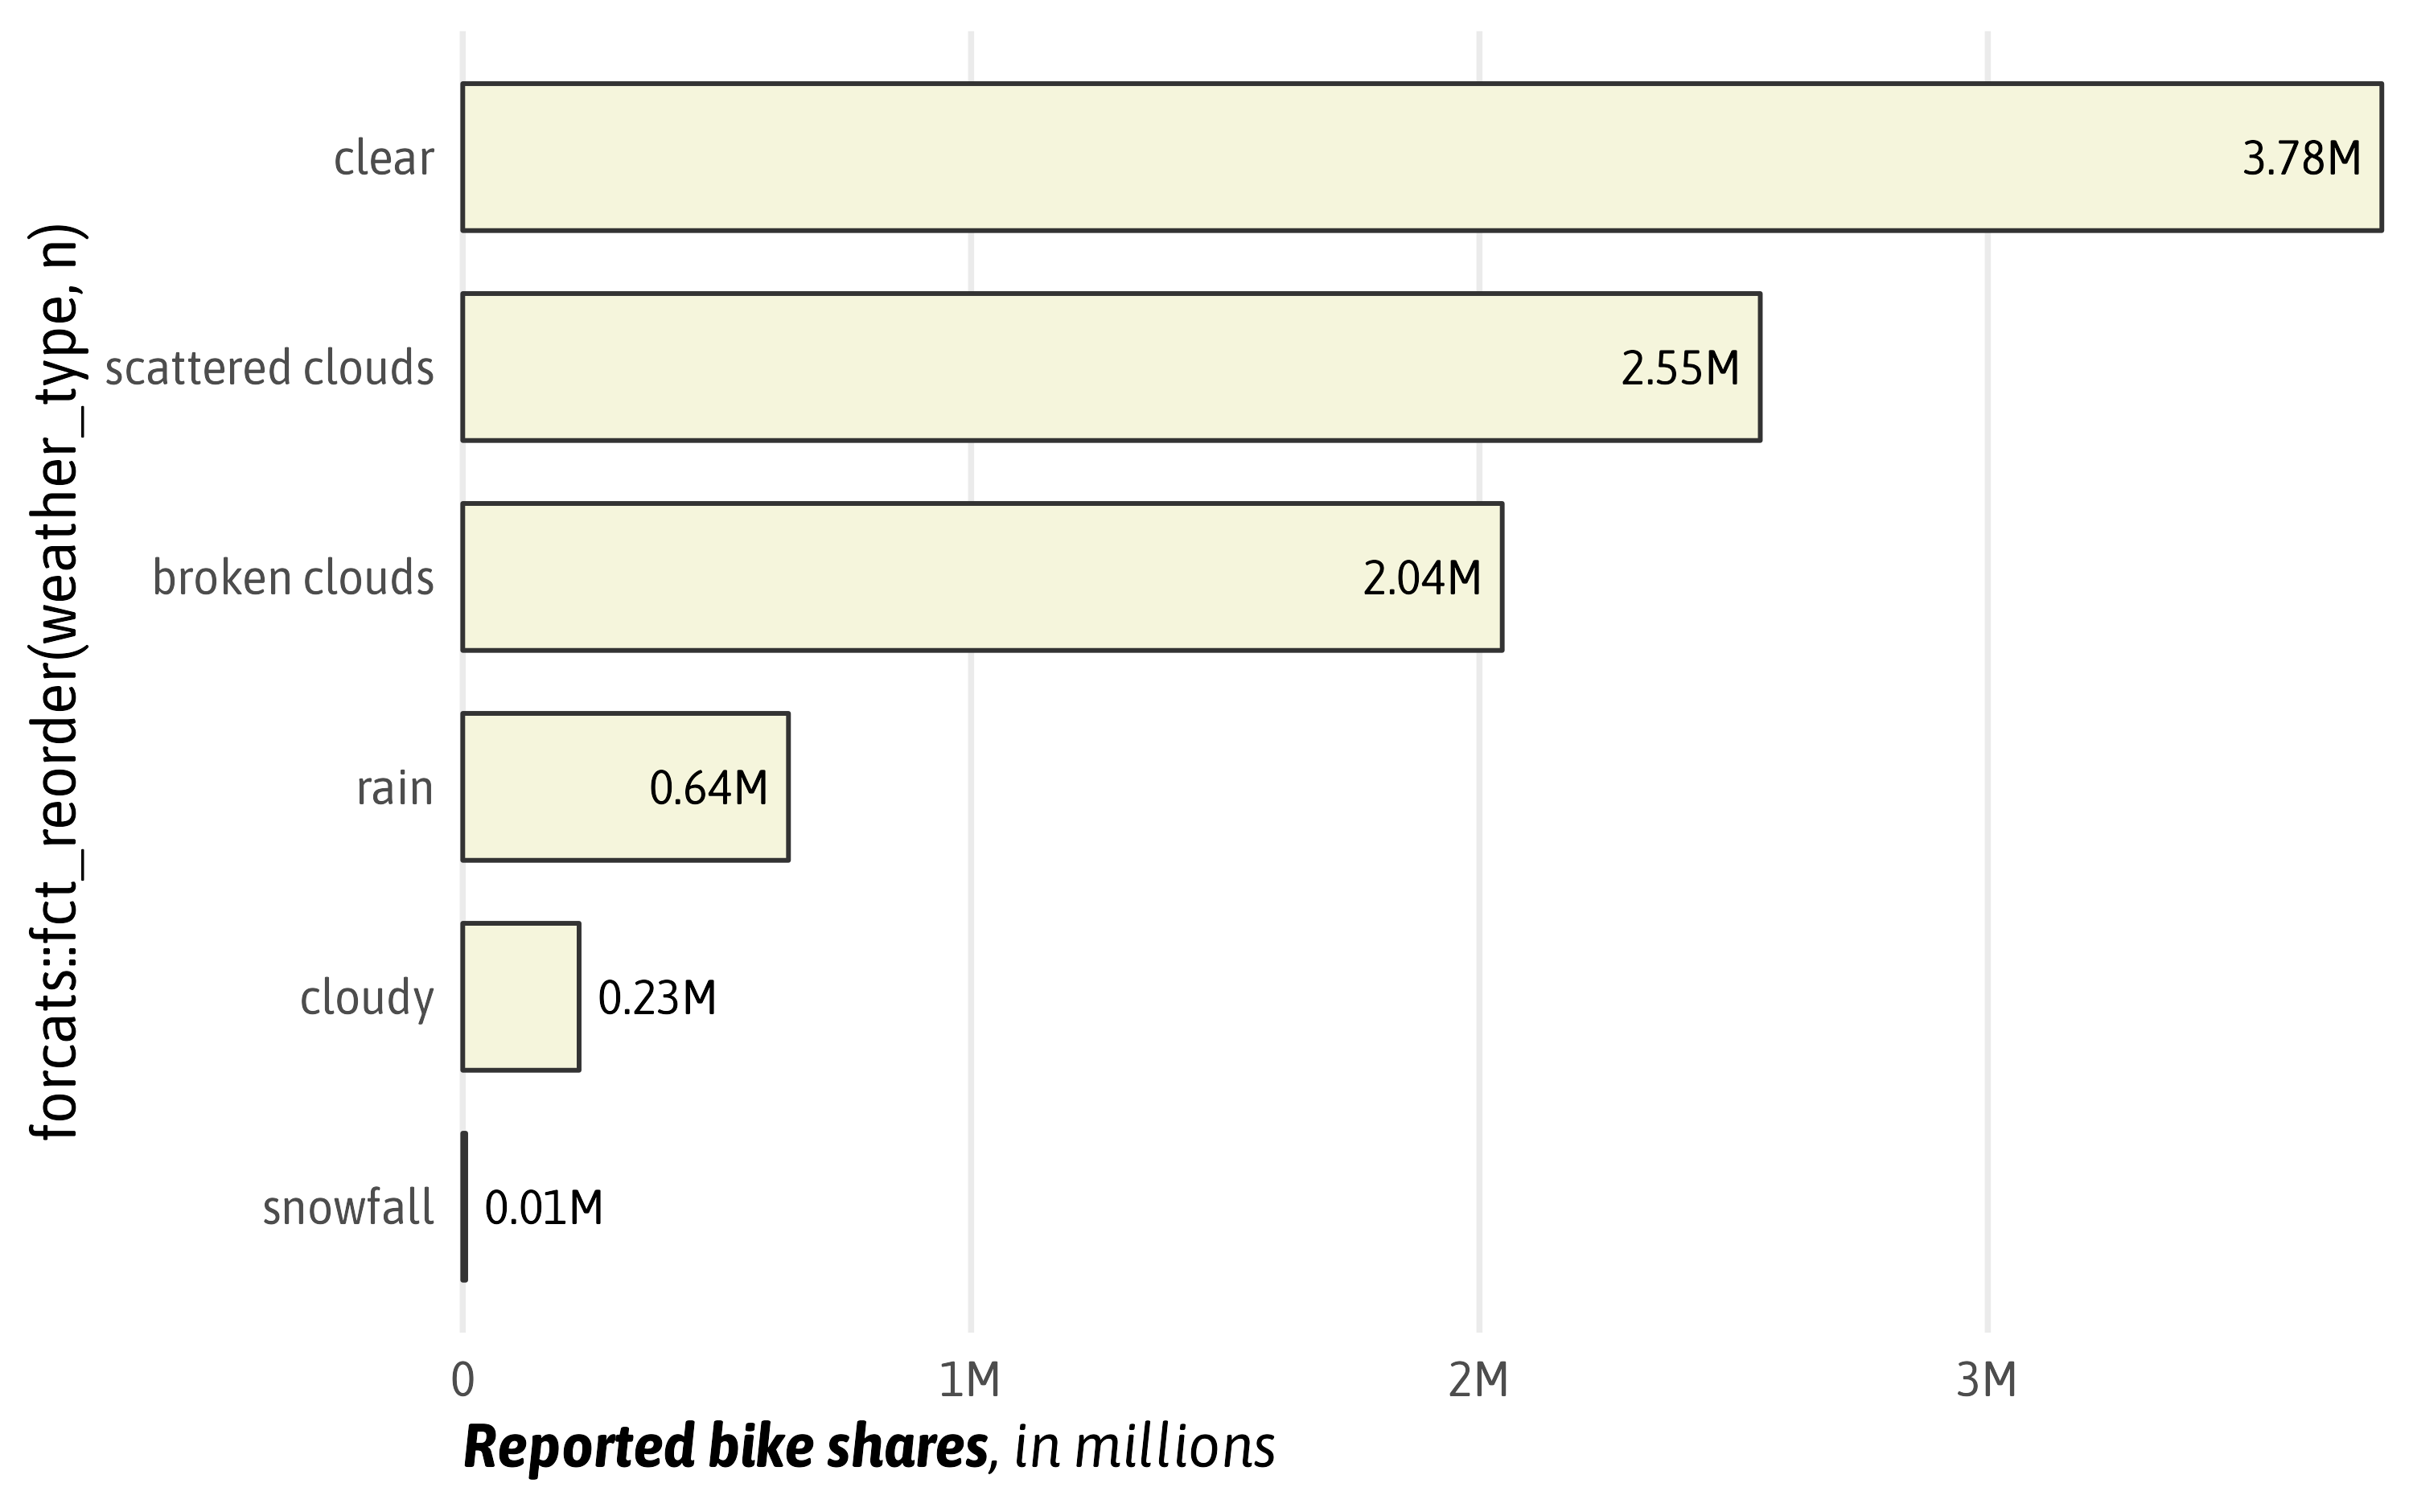 forcats::fct_reorder(weather_type, n)
clear
3.78M
scattered clouds
2.55M
broken clouds
2.04M
rain
0.64M
cloudy
0.23M
snowfall
0.01M
0 1M 2M 3M
Reported bike shares, in millions